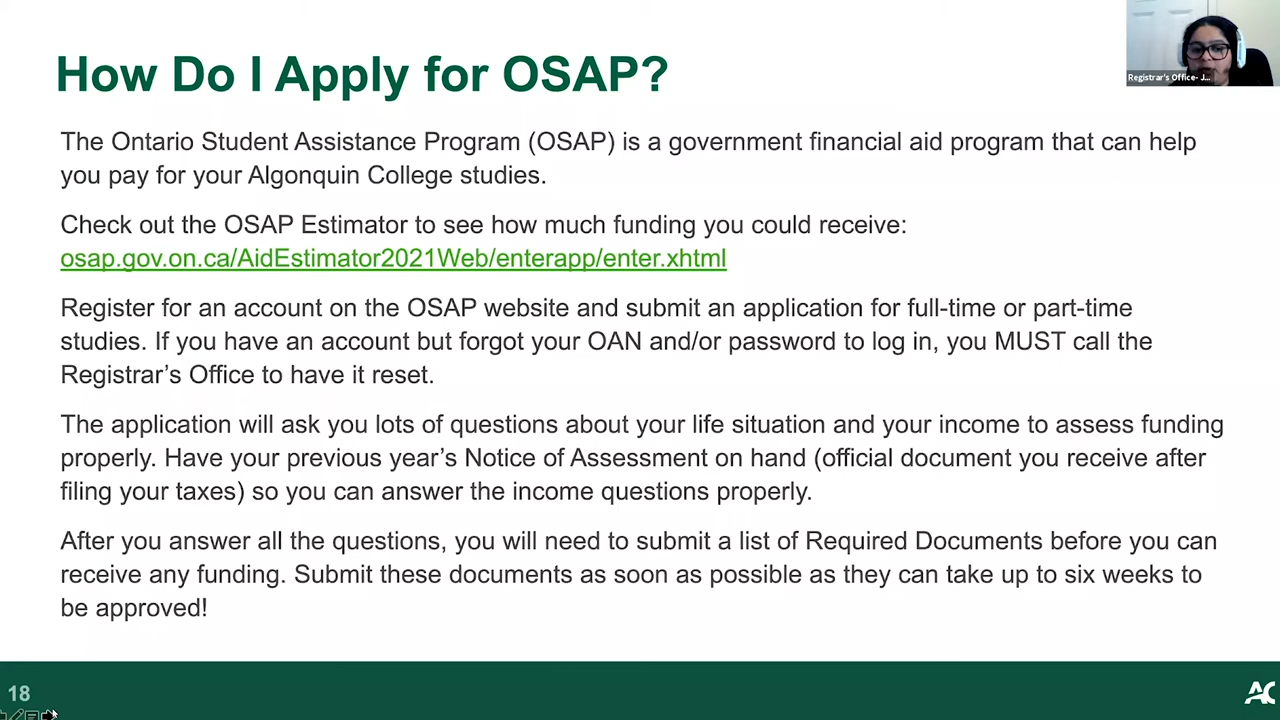 How Do I Apply for OSAP?
Registrar's Office- J...
The Ontario Student Assistance Program (OSAP) is a government financial aid program that can help
you pay for your Algonquin College studies.
Check out the OSAP Estimator to see how much funding you could receive:
osap.gov.on.ca/AidEstimator2021Web/enterapp/enter.xhtml
Register for an account on the OSAP website and submit an application for full-time or part-time
studies. If you have an account but forgot your OAN and/or password to log in, you MUST call the
Registrar’s Office to have it reset.
The application will ask you lots of questions about your life situation and your income to assess funding
properly. Have your previous year’s Notice of Assessment on hand (official document you receive after
filing your taxes) so you can answer the income questions properly.
After you answer all the questions, you will need to submit a list of Required Documents before you can
receive any funding. Submit these documents as soon as possible as they can take up to six weeks to
be approved!
18
AC